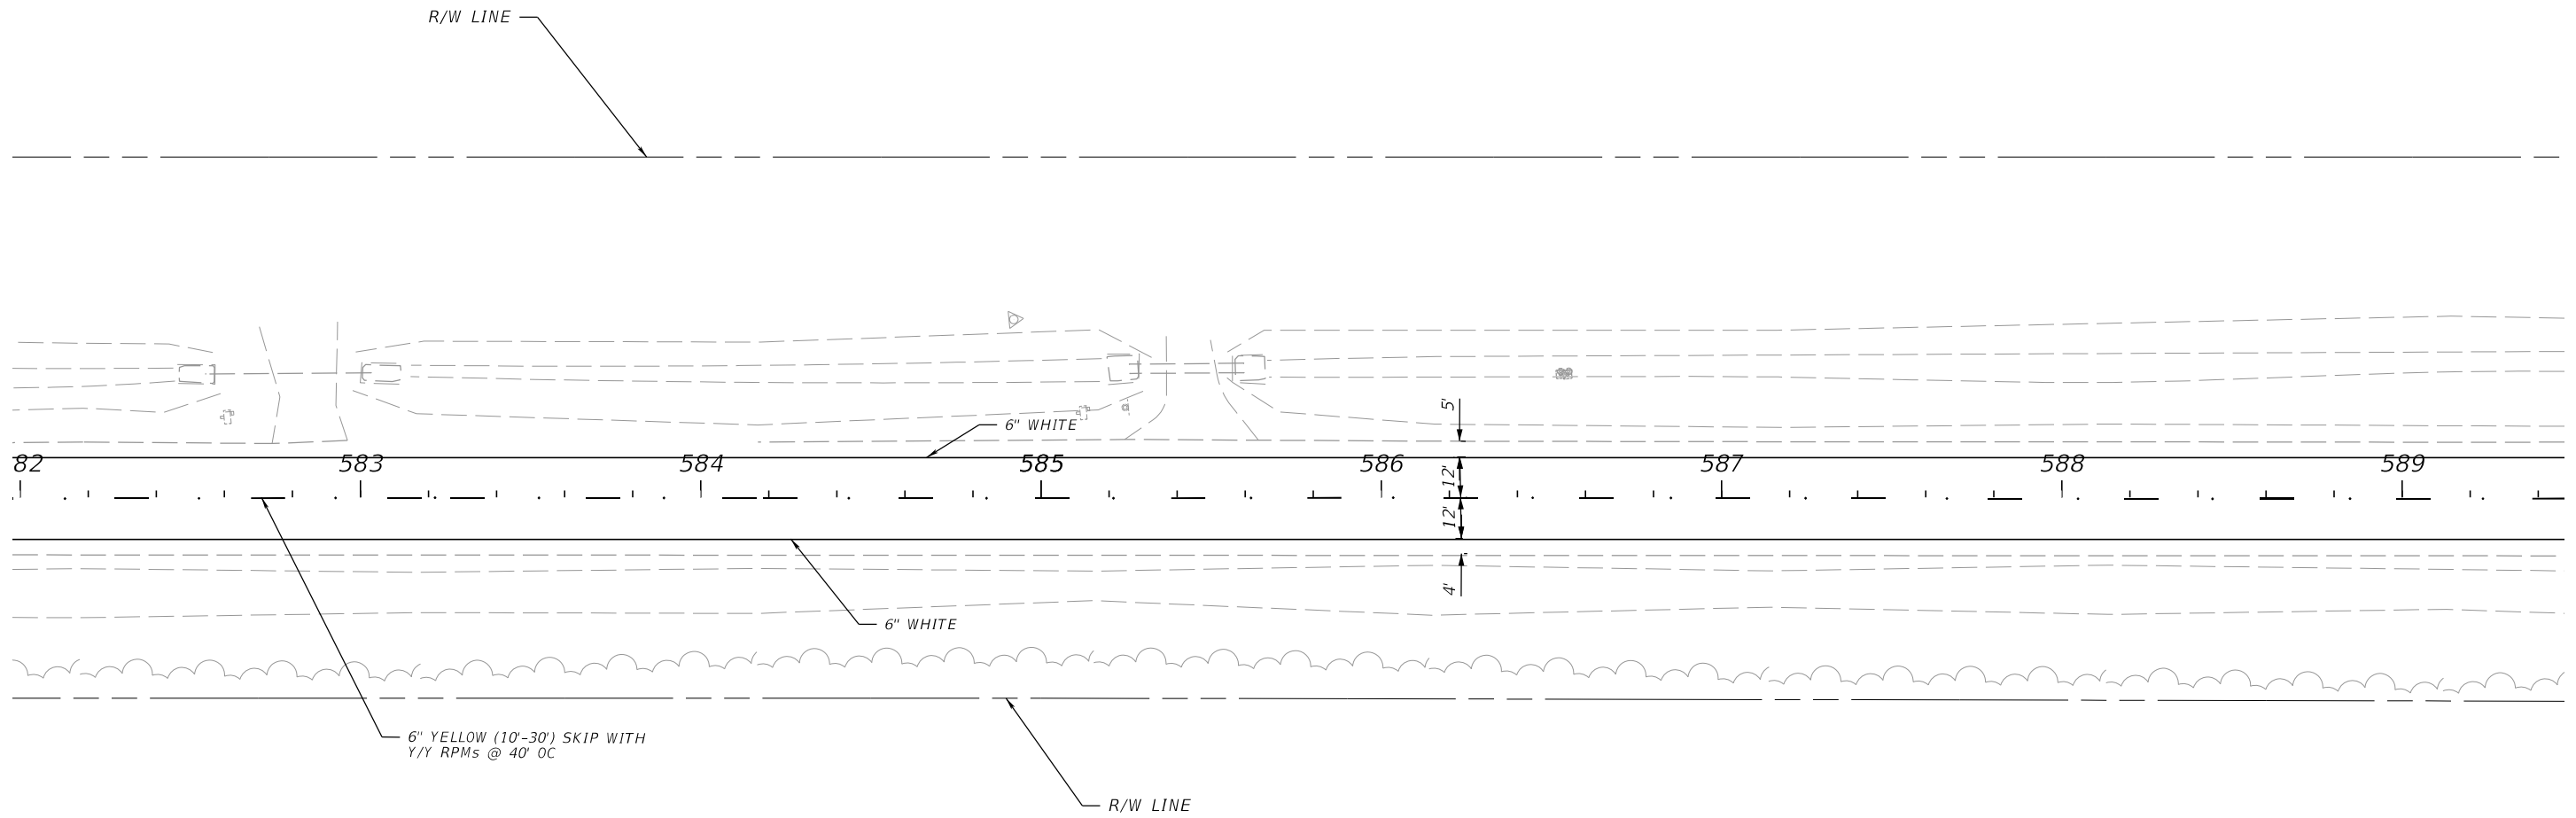 R/W LINE
5'
6" WHITE
82 583 584 585 586 587 588 589
12'
12'
4'
6" WHITE
6" YELLOW (10'-30') SKIP WITH
Y/Y RPMs @ 40' OC
R/W LINE